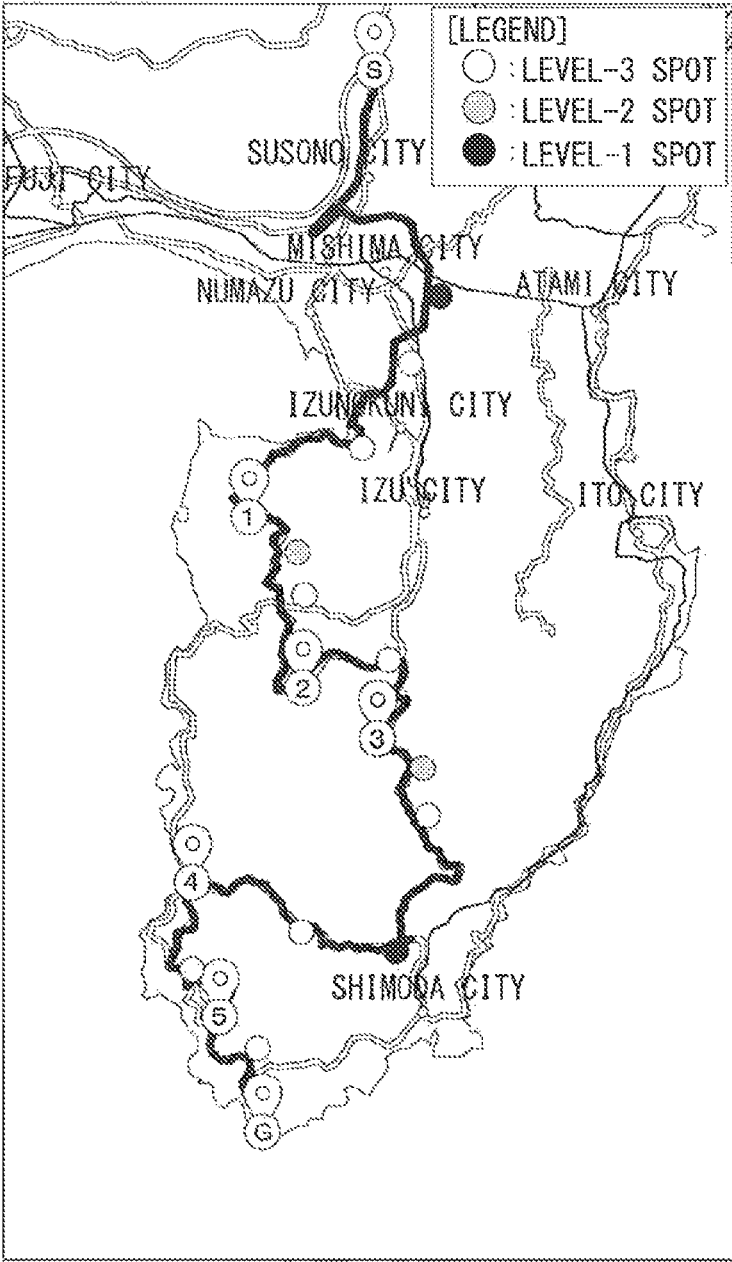 [LEGEND]
: LEVEL-3 SPOT
: LEVEL-2 SPOT
: LEVEL-1 SPOT
S
SUSONO CITY
FUJI CITY
MISHIMA CITY
NUMAZU CITY
ATAMI CITY
IZUNOKUNI CITY
IZU CITY
ITO CITY
1
2
3
4
SHIMODA CITY
5
G